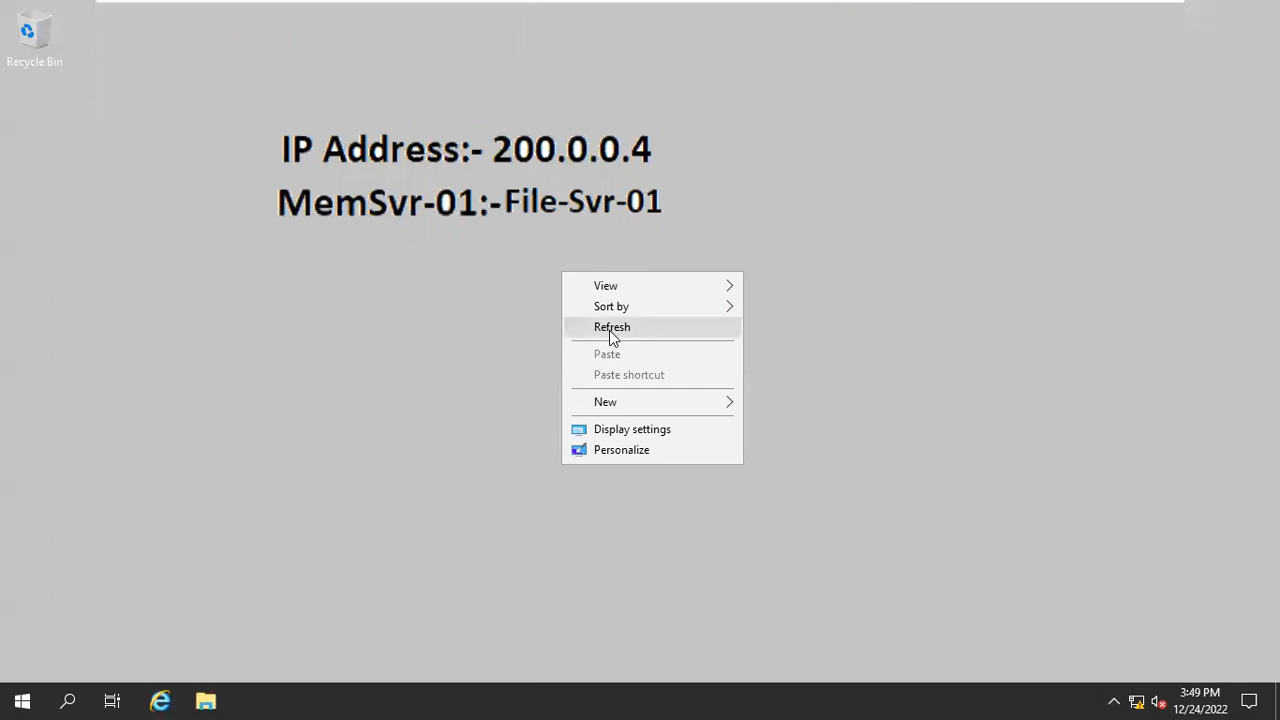 Recycle Bin
IP Address:- 200.0.0.4
MemSvr-01:-File-Svr-01
View
Sort by
Refresh
Paste
Paste shortcut
New
Display settings
Personalize
3:49 PM
12/24/2022